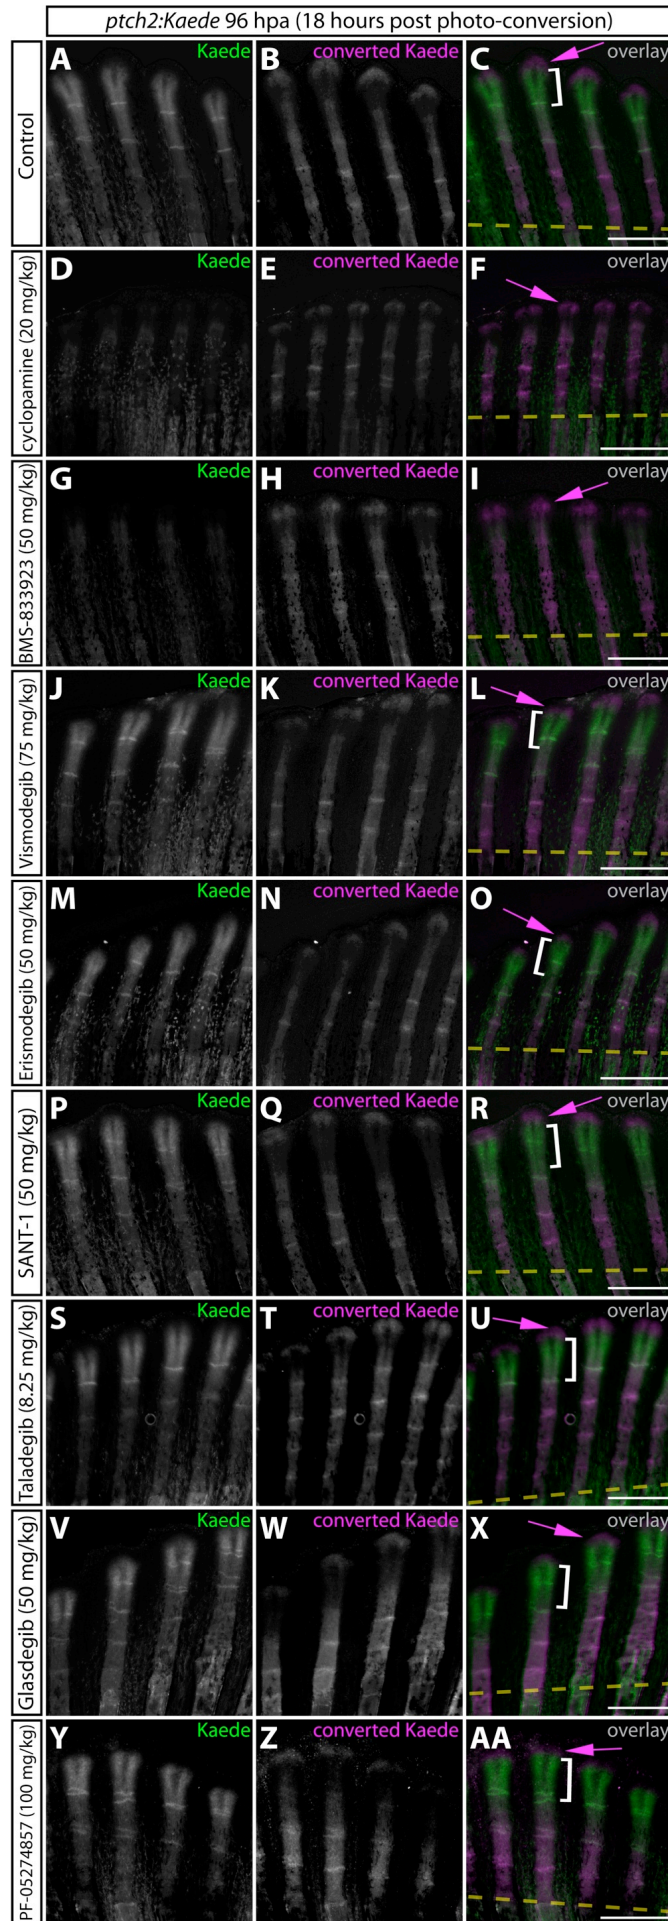 ptch2:Kaede 96 hpa (18 hours post photo-conversion)
Control
A Kaede
B converted Kaede
C overlay
cyclopamine (20 mg/kg)
D Kaede
E converted Kaede
F overlay
BMS-833923 (50 mg/kg)
G Kaede
H converted Kaede
I overlay
Vismodegib (75 mg/kg)
J Kaede
K converted Kaede
L overlay
Erismodegib (50 mg/kg)
M Kaede
N converted Kaede
O overlay
SANT-1 (50 mg/kg)
P Kaede
Q converted Kaede
R overlay
Taladegib (8.25 mg/kg)
S Kaede
T converted Kaede
U overlay
Glasdegib (50 mg/kg)
V Kaede
W converted Kaede
X overlay
PF-05274857 (100 mg/kg)
Y Kaede
Z converted Kaede
AA overlay